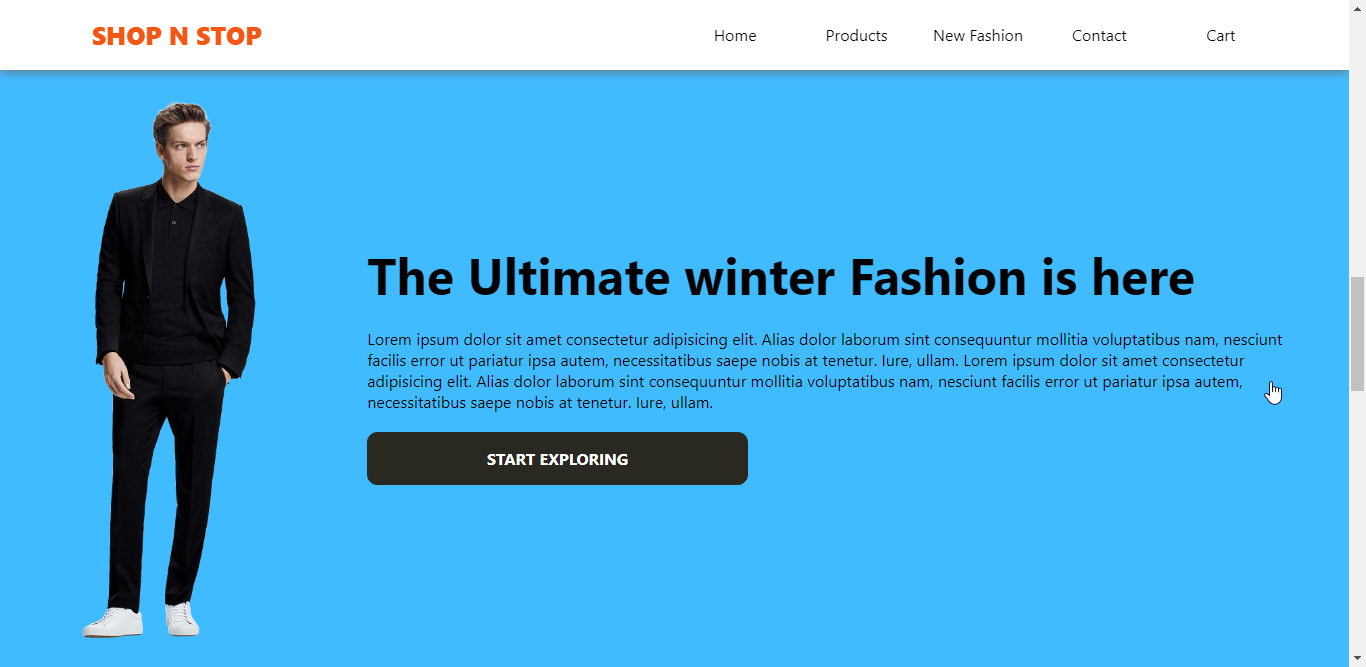 SHOP N STOP
Home Products New Fashion Contact Cart
The Ultimate winter Fashion is here
Lorem ipsum dolor sit amet consectetur adipisicing elit. Alias dolor laborum sint consequuntur mollitia voluptatibus nam, nesciunt
facilis error ut pariatur ipsa autem, necessitatibus saepe nobis at tenetur. Iure, ullam. Lorem ipsum dolor sit amet consectetur
adipisicing elit. Alias dolor laborum sint consequuntur mollitia voluptatibus nam, nesciunt facilis error ut pariatur ipsa autem,
necessitatibus saepe nobis at tenetur. Iure, ullam.
START EXPLORING